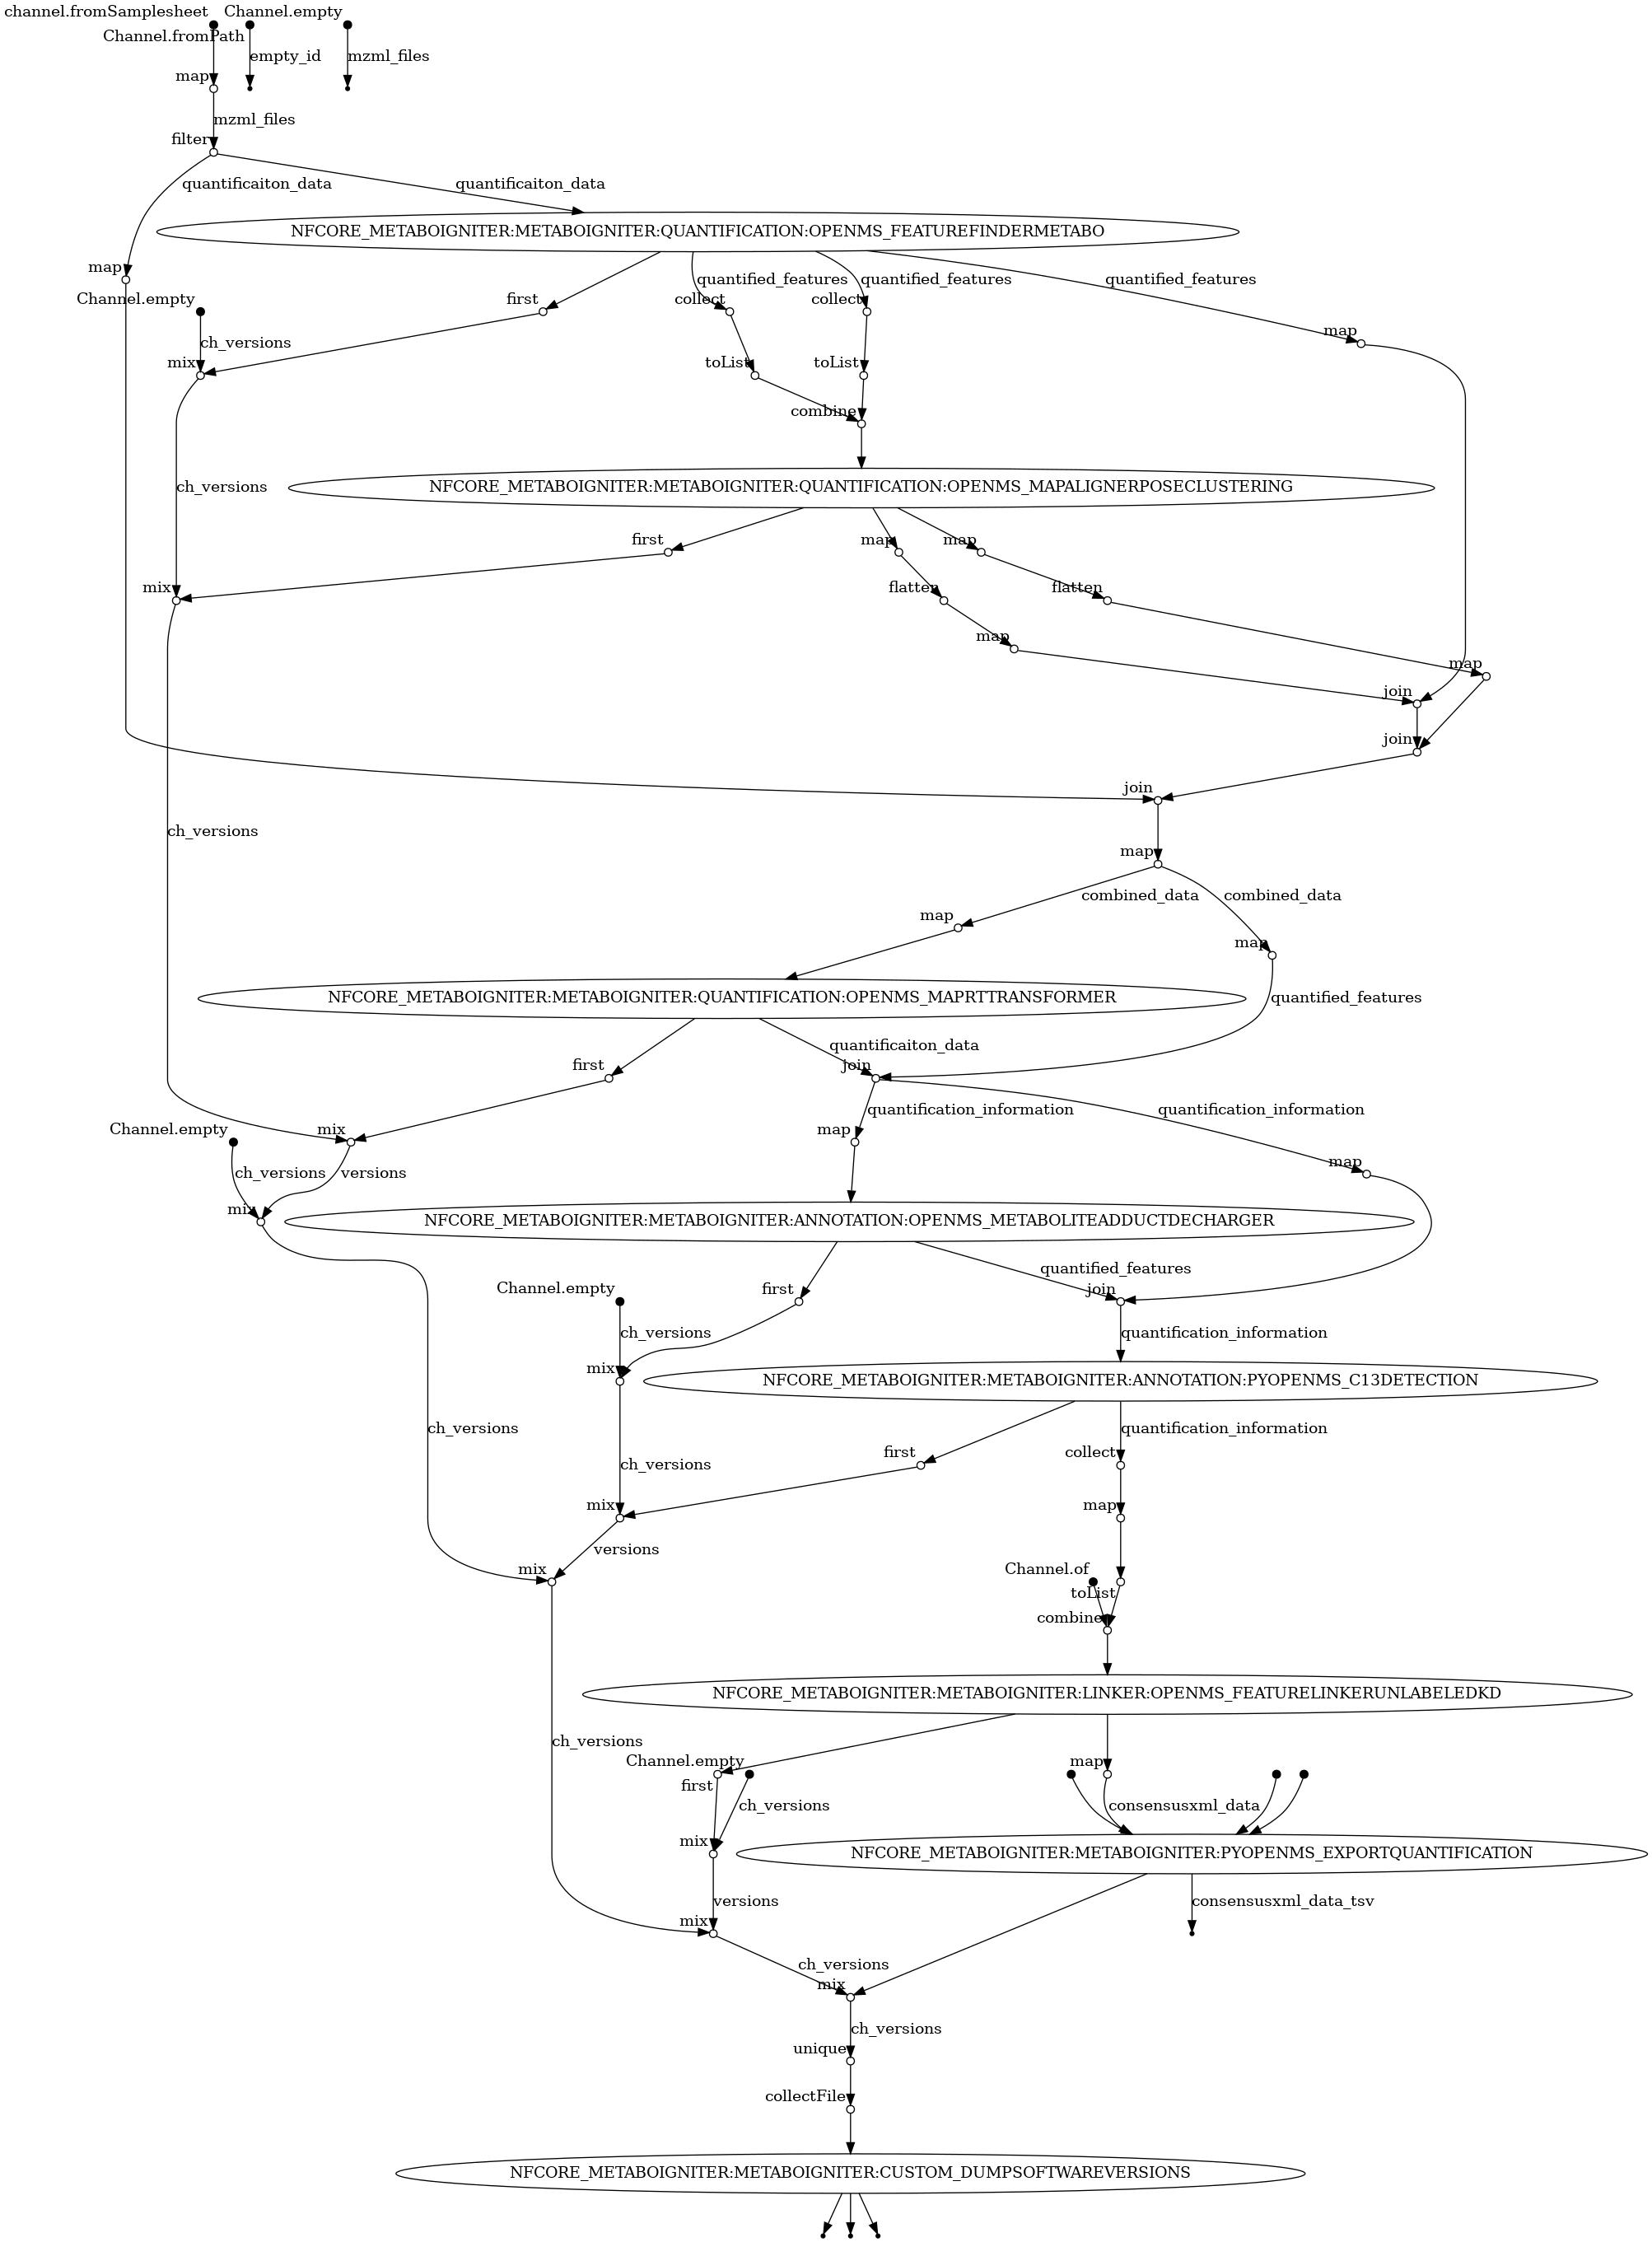 channel.fromSamplesheet
Channel.empty
Channel.fromPath
empty_id
mzml_files
map
mzml_files
filter
quantificaiton_data
quantificaiton_data
NFCORE_METABOIGNITER:METABOIGNITER:QUANTIFICATION:OPENMS_FEATUREFINDERMETABO
map
quantified_features
quantified_features
quantified_features
Channel.empty
first
collect
collect
map
ch_versions
mix
toList
toList
combine
ch_versions
NFCORE_METABOIGNITER:METABOIGNITER:QUANTIFICATION:OPENMS_MAPALIGNERPOSECLUSTERING
first
map
map
mix
flatten
flatten
map
map
join
join
join
ch_versions
map
combined_data
combined_data
map
map
NFCORE_METABOIGNITER:METABOIGNITER:QUANTIFICATION:OPENMS_MAPRTTRANSFORMER
quantified_features
quantificaiton_data
first
join
quantification_information
quantification_information
Channel.empty
mix
map
map
ch_versions
versions
mix
NFCORE_METABOIGNITER:METABOIGNITER:ANNOTATION:OPENMS_METABOLITEADDUCTDECHARGER
quantified_features
Channel.empty
first
join
ch_versions
quantification_information
mix
NFCORE_METABOIGNITER:METABOIGNITER:ANNOTATION:PYOPENMS_C13DETECTION
ch_versions
quantification_information
first
collect
ch_versions
mix
map
versions
mix
Channel.of
toList
combine
NFCORE_METABOIGNITER:METABOIGNITER:LINKER:OPENMS_FEATURELINKERUNLABELEDKD
ch_versions
Channel.empty
map
first
ch_versions
consensusxml_data
mix
NFCORE_METABOIGNITER:METABOIGNITER:PYOPENMS_EXPORTQUANTIFICATION
versions
consensusxml_data_tsv
mix
ch_versions
mix
ch_versions
unique
collectFile
NFCORE_METABOIGNITER:METABOIGNITER:CUSTOM_DUMPSOFTWAREVERSIONS